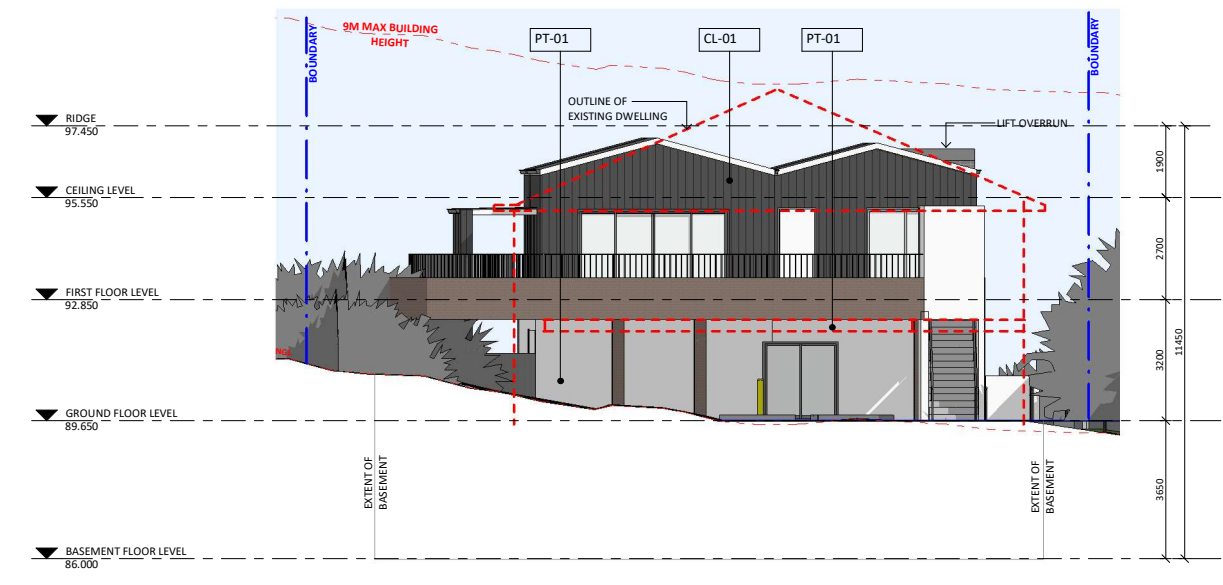 9M MAX BUILDING
HEIGHT
BOUNDARY
BOUNDARY
PT-01
CL-01
PT-01
OUTLINE OF
EXISTING DWELLING
LIFT OVERRUN
RIDGE
97.450
CEILING LEVEL
95.550
FIRST FLOOR LEVEL
92.850
GROUND FLOOR LEVEL
89.650
BASEMENT FLOOR LEVEL
86.000
EXTENT OF
BASEMENT
EXTENT OF
BASEMENT
1900
2700
3200
3650
11450